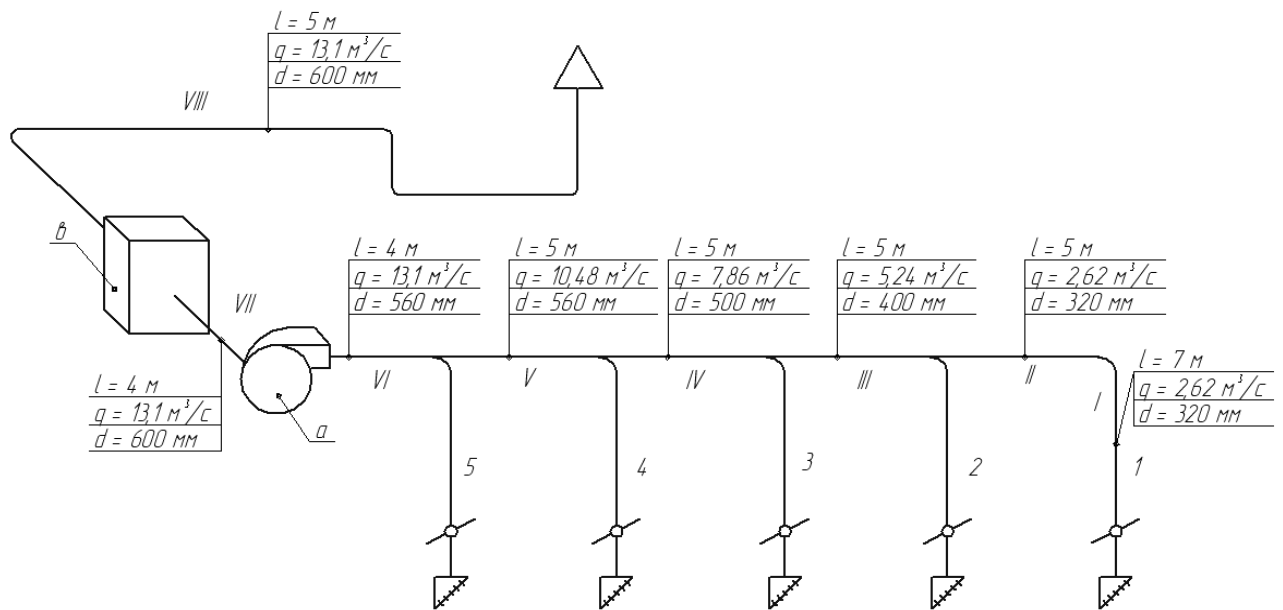 l = 5 м
q = 13,1 м³/с
d = 600 мм
VIII
в
VII
l = 4 м
q = 13,1 м³/с
d = 560 мм
l = 5 м
q = 10,48 м³/с
d = 560 мм
l = 5 м
q = 7,86 м³/с
d = 500 мм
l = 5 м
q = 5,24 м³/с
d = 400 мм
l = 5 м
q = 2,62 м³/с
d = 320 мм
l = 4 м
q = 13,1 м³/с
d = 600 мм
а
VI
V
IV
III
II
I
l = 7 м
q = 2,62 м³/с
d = 320 мм
5
4
3
2
1